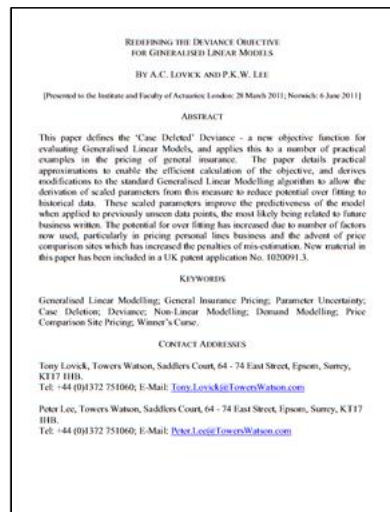 REDEFINING THE DEVIANCE OBJECTIVE
FOR GENERALISED LINEAR MODELS
BY A.C. LOVICK AND P.K.W. LEE
[Presented to the Institute and Faculty of Actuaries: London: 28 March 2011; Norwich: 6 June 2011]
ABSTRACT
This paper defines the ‘Case Deleted’ Deviance - a new objective function for
evaluating Generalised Linear Models, and applies this to a number of practical
examples in the pricing of general insurance. The paper details practical
approximations to enable the efficient calculation of the objective, and derives
modifications to the standard Generalised Linear Modelling algorithm to allow the
derivation of scaled parameters from this measure to reduce potential over fitting to
historical data. These scaled parameters improve the predictiveness of the model
when applied to previously unseen data points, the most likely being related to future
business written. The potential for over fitting has increased due to number of factors
now used, particularly in pricing personal lines business and the advent of price
comparison sites which has increased the penalties of mis-estimation. New material in
this paper has been included in a UK patent application No. 1020091.3.
KEYWORDS
Generalised Linear Modelling; General Insurance Pricing; Parameter Uncertainty;
Case Deletion; Deviance; Non-Linear Modelling; Demand Modelling; Price
Comparison Site Pricing; Winner’s Curse.
CONTACT ADDRESSES
Tony Lovick, Towers Watson, Saddlers Court, 64 - 74 East Street, Epsom, Surrey,
KT17 1HB.
Tel: +44 (0)1372 751060; E-Mail: Tony.Lovick@TowersWatson.com
Peter Lee, Towers Watson, Saddlers Court, 64 - 74 East Street, Epsom, Surrey, KT17
1HB.
Tel: +44 (0)1372 751060; E-Mail: Peter.Lee@TowersWatson.com